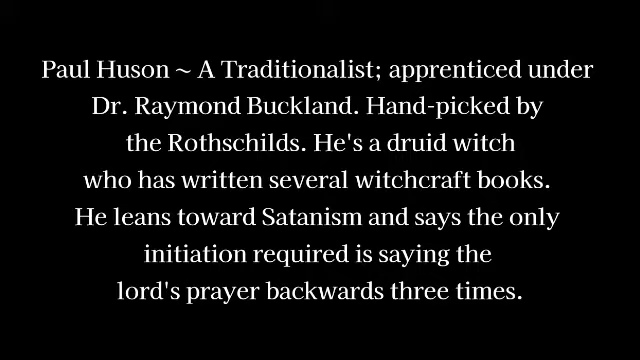 Paul Huson ~ A Traditionalist; apprenticed under
Dr. Raymond Buckland. Hand-picked by
the Rothschilds. He's a druid witch
who has written several witchcraft books.
He leans toward Satanism and says the only
initiation required is saying the
lord's prayer backwards three times.